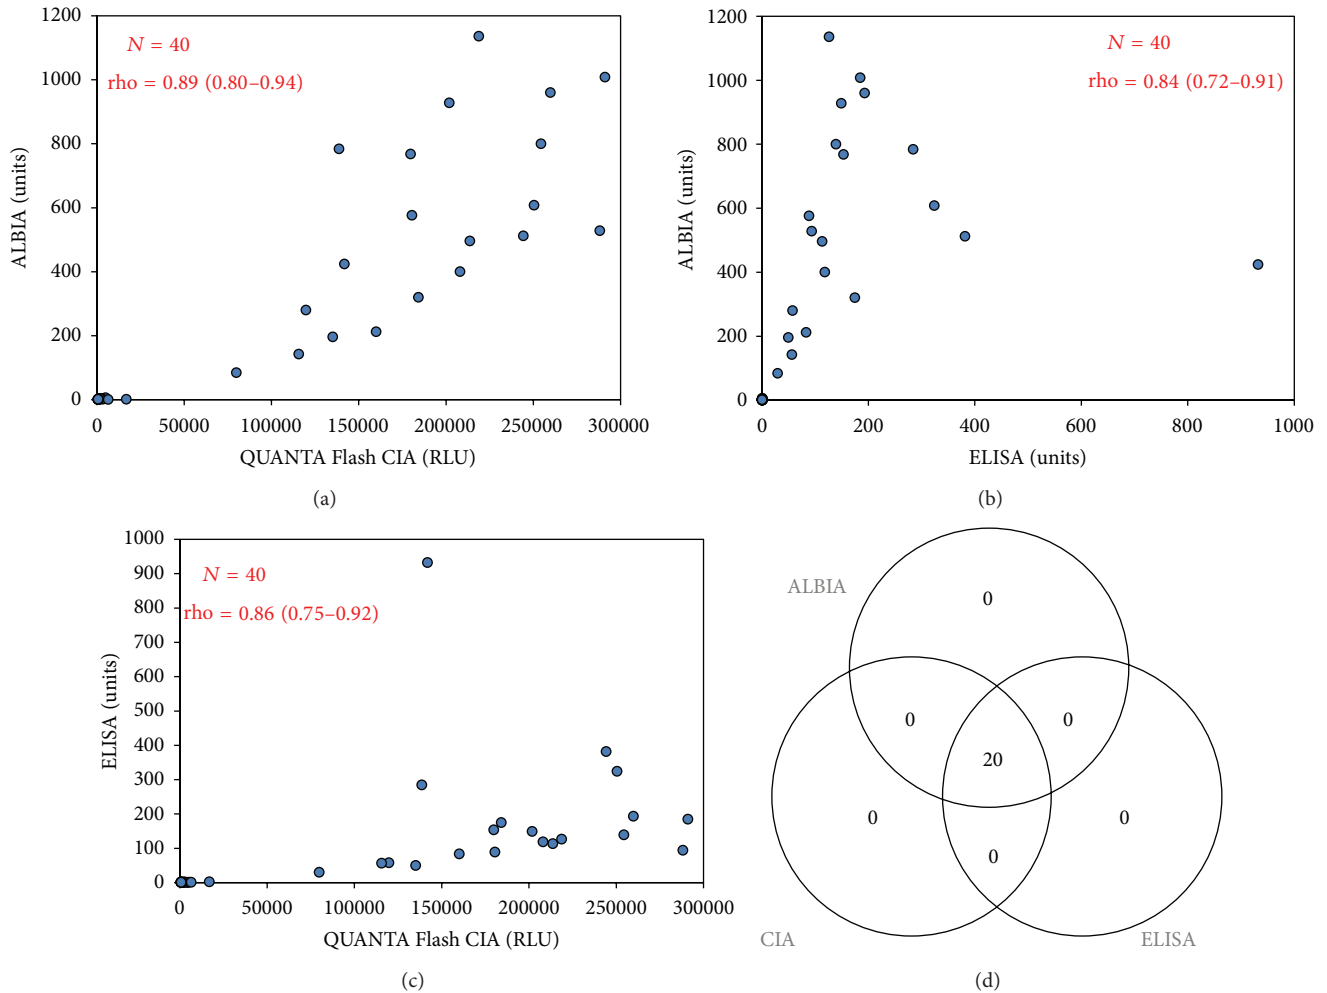 1200
1000
800
600
400
200
0
ALBIA (units)
N = 40
rho = 0.89 (0.80–0.94)
0
50000
100000
150000
200000
250000
300000
QUANTA Flash CIA (RLU)
(a)
1200
1000
800
600
400
200
0
ALBIA (units)
N = 40
rho = 0.84 (0.72–0.91)
0
200
400
600
800
1000
ELISA (units)
(b)
1000
900
800
700
600
500
400
300
200
100
0
ELISA (units)
N = 40
rho = 0.86 (0.75–0.92)
0
50000
100000
150000
200000
250000
300000
QUANTA Flash CIA (RLU)
(c)
ALBIA
0
0
0
20
0
0
0
CIA
ELISA
(d)